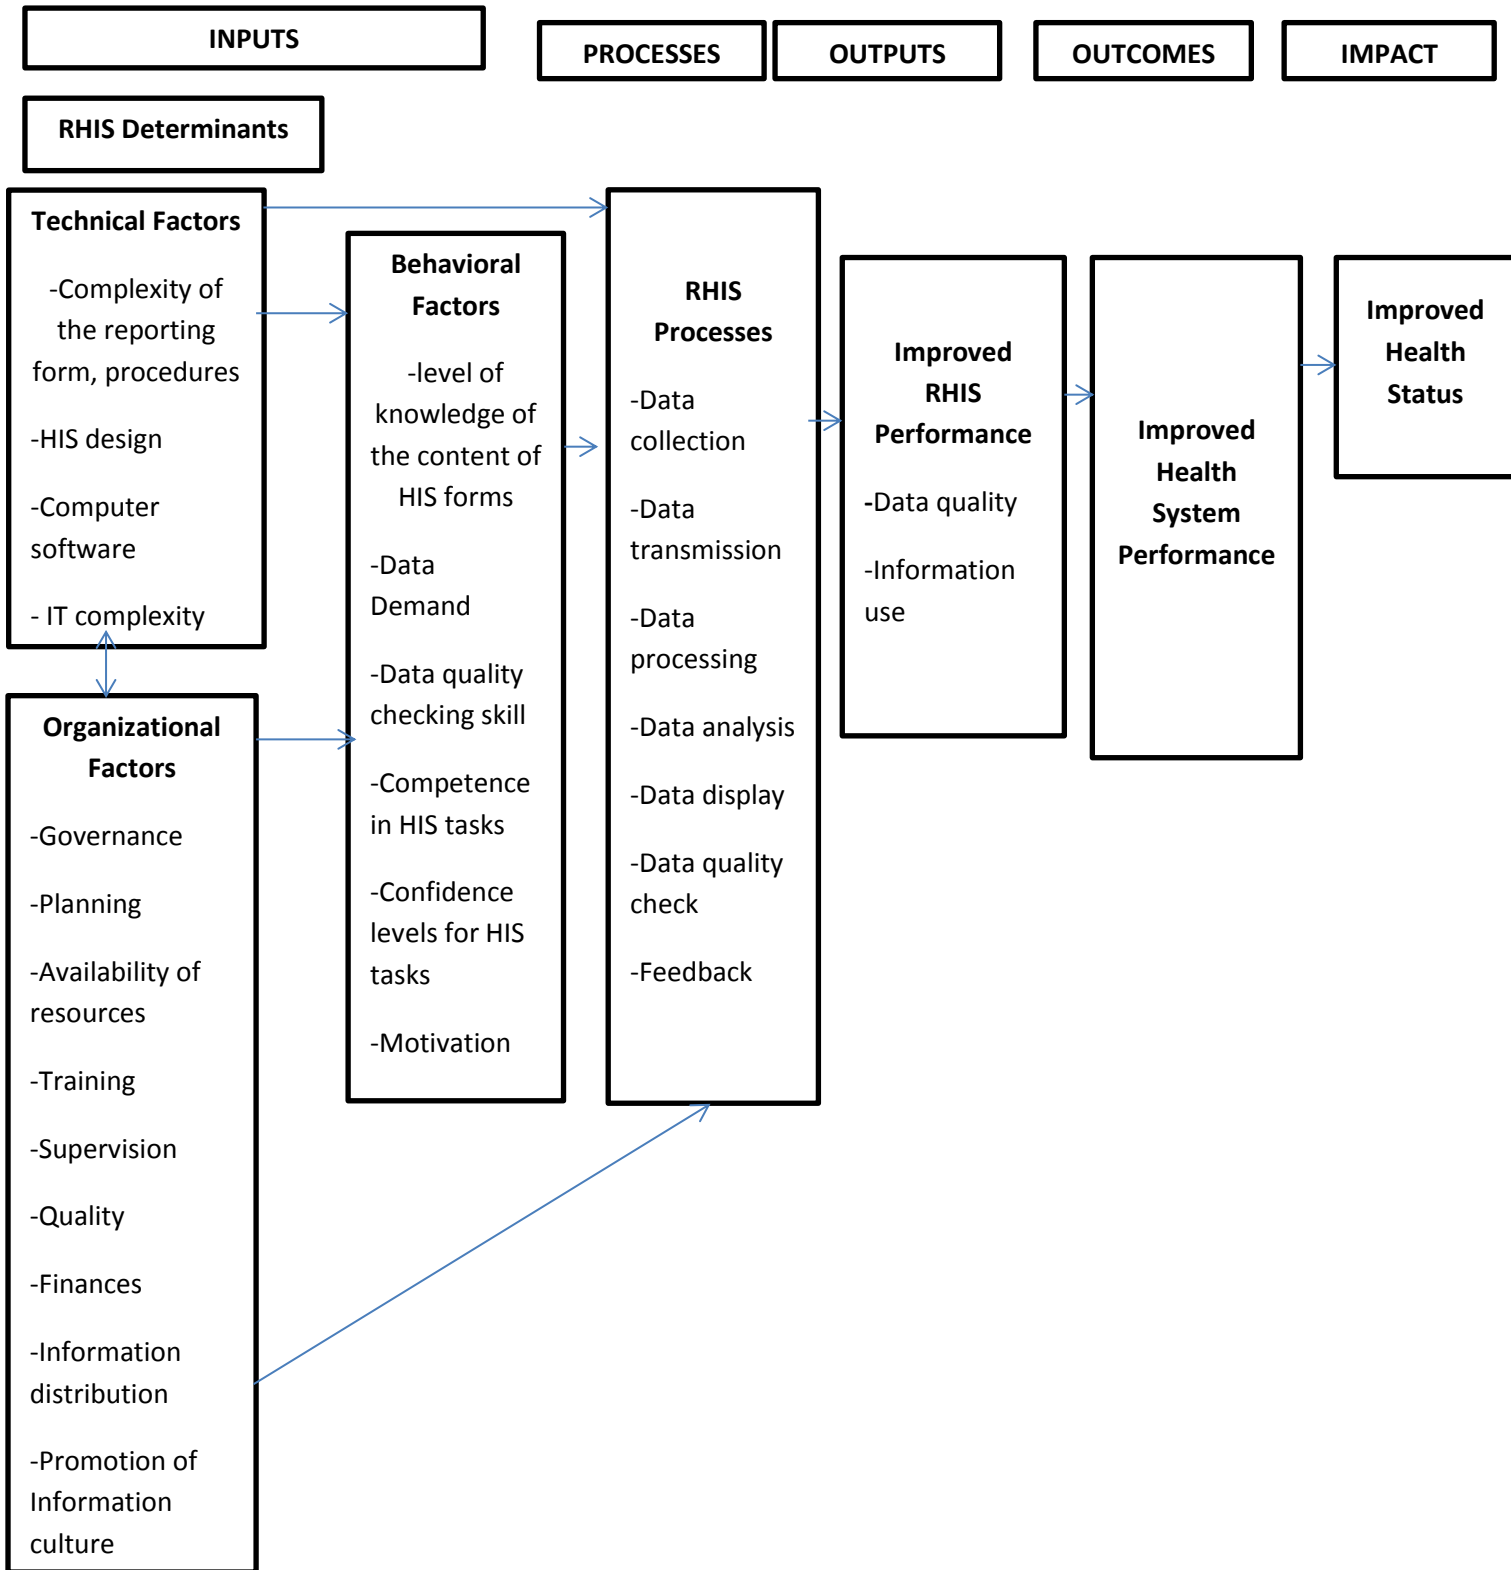 INPUTS
PROCESSES
OUTPUTS
OUTCOMES
IMPACT
RHIS Determinants
Technical Factors
-Complexity of
the reporting
form, procedures
-HIS design
-Computer
software
- IT complexity
Organizational
Factors
-Governance
-Planning
-Availability of
resources
-Training
-Supervision
-Quality
-Finances
-Information
distribution
-Promotion of
Information
culture
Behavioral
Factors
-level of
knowledge of
the content of
HIS forms
-Data
Demand
-Data quality
checking skill
-Competence
in HIS tasks
-Confidence
levels for HIS
tasks
-Motivation
RHIS
Processes
-Data
collection
-Data
transmission
-Data
processing
-Data analysis
-Data display
-Data quality
check
-Feedback
Improved
RHIS
Performance
-Data quality
-Information
use
Improved
Health
System
Performance
Improved
Health
Status